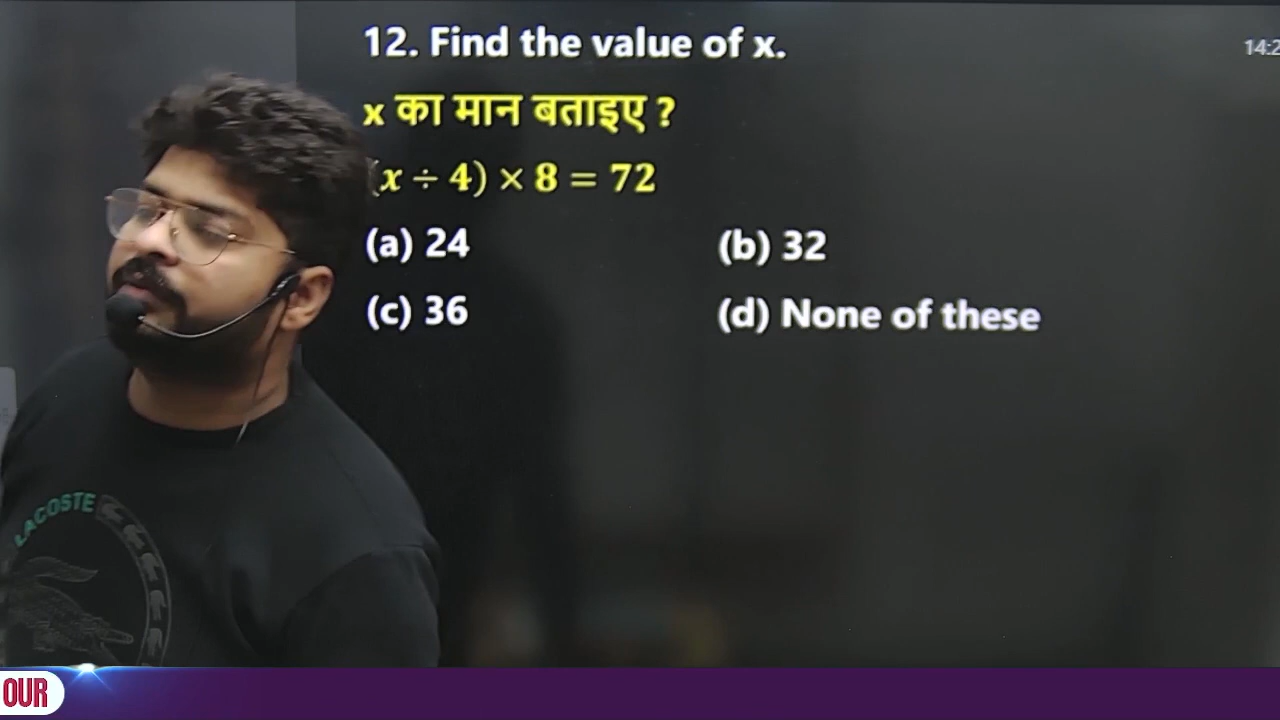 12. Find the value of x.
14:2
x का मान बताइए ?
(x ÷ 4) × 8 = 72
(a) 24
(b) 32
(c) 36
(d) None of these
LACOSTE
OUR